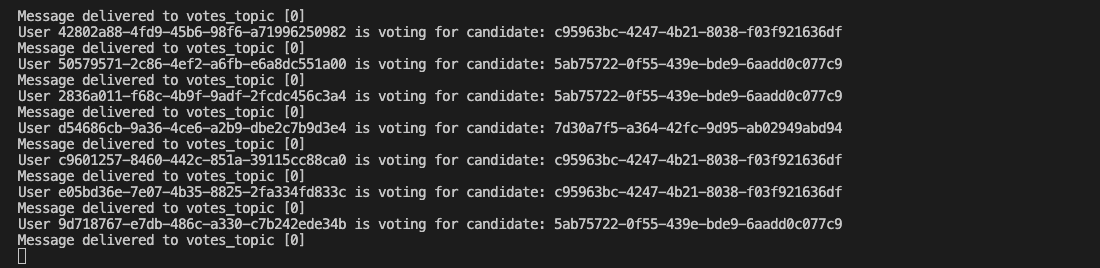 Message delivered to votes_topic [0]
User 42802a88-4fd9-45b6-98f6-a71996250982 is voting for candidate: c95963bc-4247-4b21-8038-f03f921636df
Message delivered to votes_topic [0]
User 50579571-2c86-4ef2-a6fb-e6a8dc551a00 is voting for candidate: 5ab75722-0f55-439e-bde9-6aadd0c077c9
Message delivered to votes_topic [0]
User 2836a011-f68c-4b9f-9adf-2fcdc456c3a4 is voting for candidate: 5ab75722-0f55-439e-bde9-6aadd0c077c9
Message delivered to votes_topic [0]
User d54686cb-9a36-4ce6-a2b9-dbe2c7b9d3e4 is voting for candidate: 7d30a7f5-a364-42fc-9d95-ab02949abd94
Message delivered to votes_topic [0]
User c9601257-8460-442c-851a-39115cc88ca0 is voting for candidate: c95963bc-4247-4b21-8038-f03f921636df
Message delivered to votes_topic [0]
User e05bd36e-7e07-4b35-8825-2fa334fd833c is voting for candidate: c95963bc-4247-4b21-8038-f03f921636df
Message delivered to votes_topic [0]
User 9d718767-e7db-486c-a330-c7b242ede34b is voting for candidate: 5ab75722-0f55-439e-bde9-6aadd0c077c9
Message delivered to votes_topic [0]